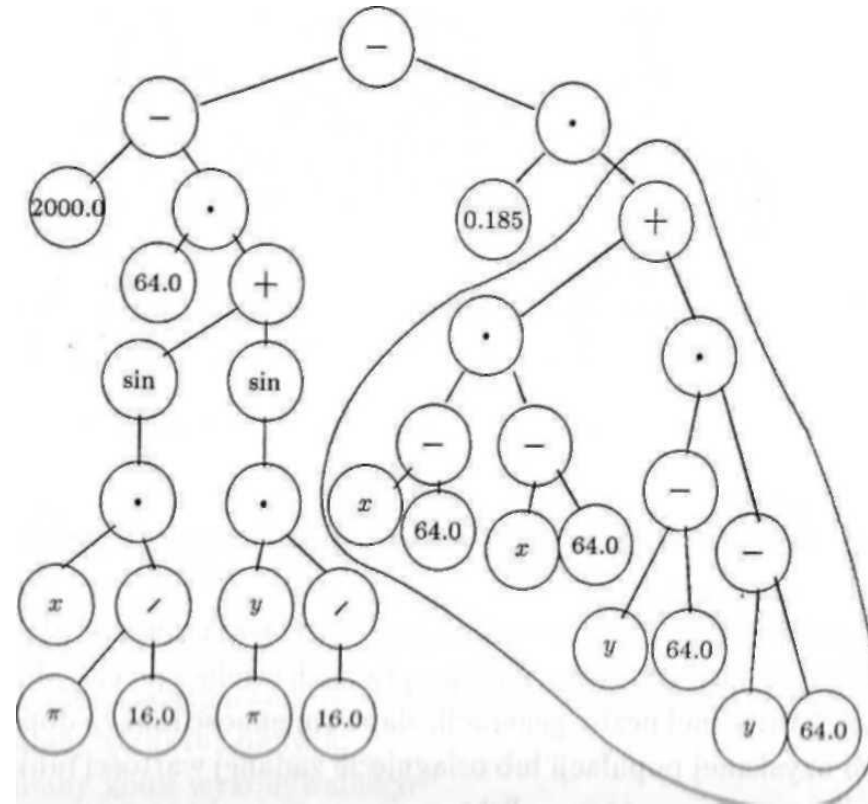 −
− ·
2000.0 · 0.185 +
64.0 + · ·
sin sin − − −
· · x 64.0 x 64.0 −
x / y / y 64.0
π 16.0 π 16.0 y 64.0